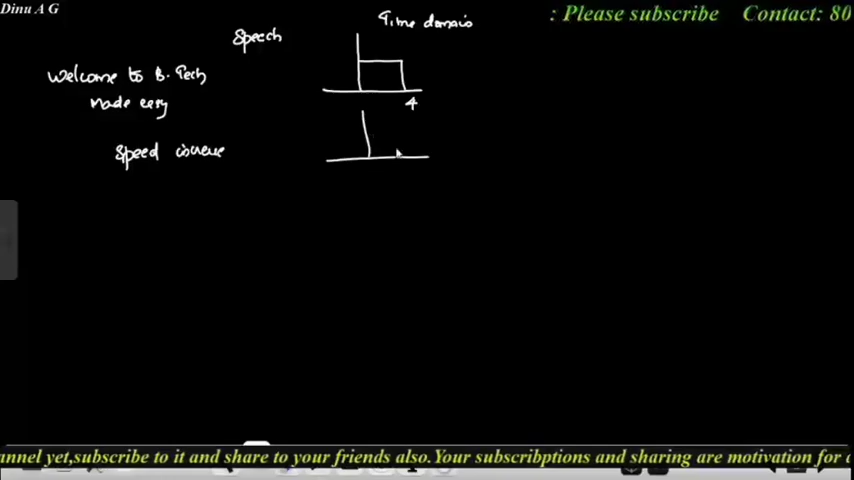 Dinu A G
: Please subscribe Contact: 80
Time domain
Speech
Welcome to B. Tech
made easy
4
Speed
nnel yet,subscribe to it and share to your friends also.Your subscribptions and sharing are motivation for